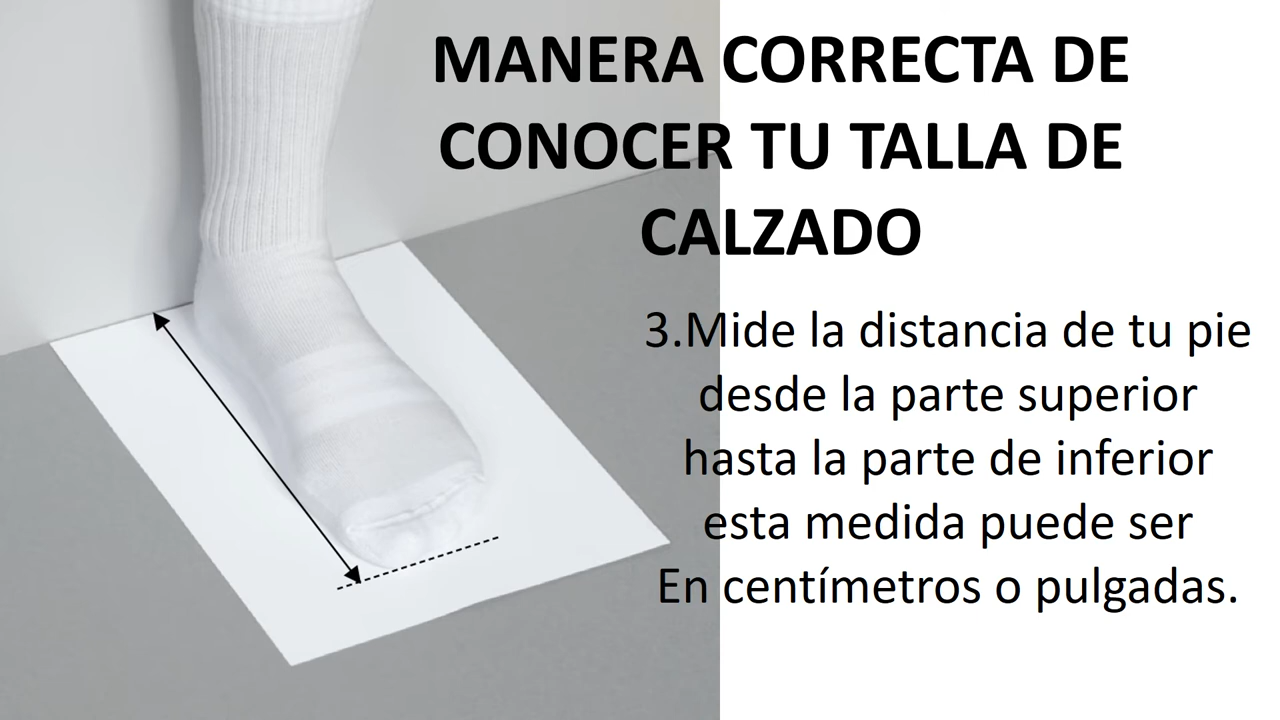 MANERA CORRECTA DE
CONOCER TU TALLA DE
CALZADO
3.Mide la distancia de tu pie
desde la parte superior
hasta la parte de inferior
esta medida puede ser
En centímetros o pulgadas.